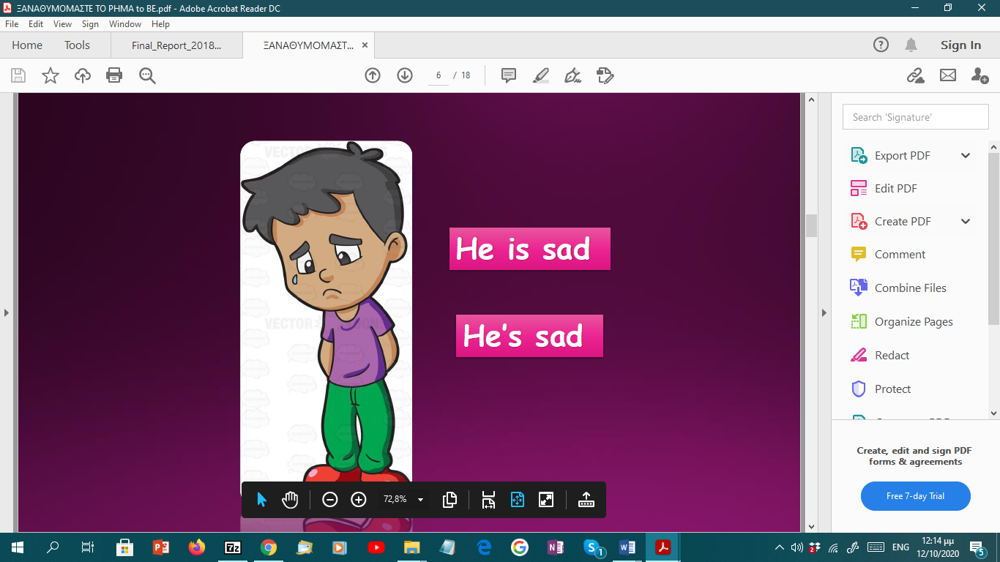 ΞΑΝΑΘΥΜΟΜΑΣΤΕ ΤΟ ΡΗΜΑ to BE.pdf - Adobe Acrobat Reader DC
File Edit View Sign Window Help
Home Tools Final_Report_2018... ΞΑΝΑΘΥΜΟΜΑΣΤ... × Sign In
6 / 18
Search 'Signature'
Export PDF
Edit PDF
Create PDF
Comment
Combine Files
Organize Pages
Redact
Protect
He is sad
He's sad
VECTOR
VECTOR
72,8%
Create, edit and sign PDF
forms & agreements
Free 7-day Trial
ENG
12:14 μμ
12/10/2020